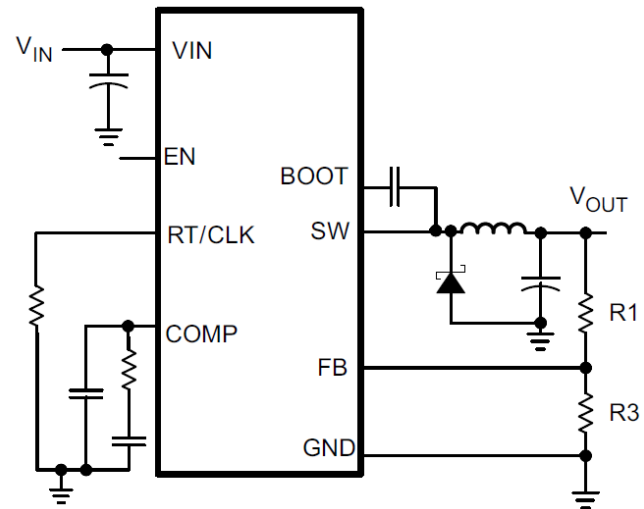 VIN
VIN
EN
BOOT
VOUT
RT/CLK
SW
COMP
R1
FB
R3
GND